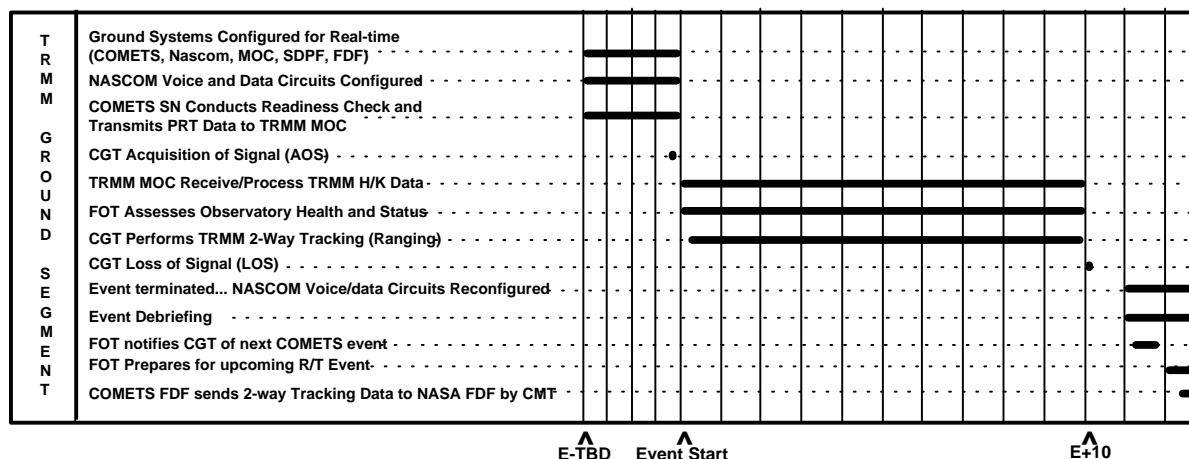 TRMM GROUND SEGMENT
Ground Systems Configured for Real-time
(COMETS, Nascom, MOC, SDPF, FDF)
NASCOM Voice and Data Circuits Configured
COMETS SN Conducts Readiness Check and
Transmits PRT Data to TRMM MOC
CGT Acquisition of Signal (AOS)
TRMM MOC Receive/Process TRMM H/K Data
FOT Assesses Observatory Health and Status
CGT Performs TRMM 2-Way Tracking (Ranging)
CGT Loss of Signal (LOS)
Event terminated... NASCOM Voice/data Circuits Reconfigured
Event Debriefing
FOT notifies CGT of next COMETS event
FOT Prepares for upcoming R/T Event
COMETS FDF sends 2-way Tracking Data to NASA FDF by CMT
E-TBD
Event Start
E+10